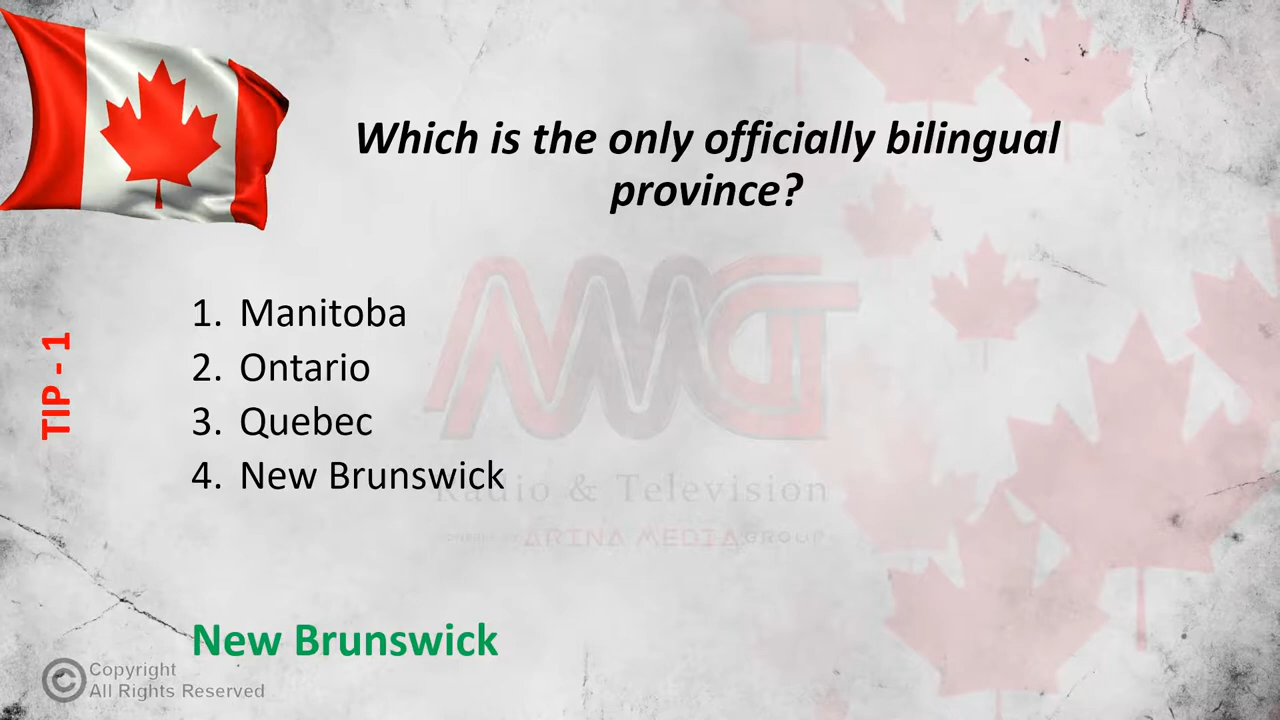 Which is the only officially bilingual
province?
TIP - 1
1. Manitoba
2. Ontario
3. Quebec
4. New Brunswick
AMGT
Radio & Television
ARINA MEDIA GROUP
New Brunswick
© Copyright
All Rights Reserved